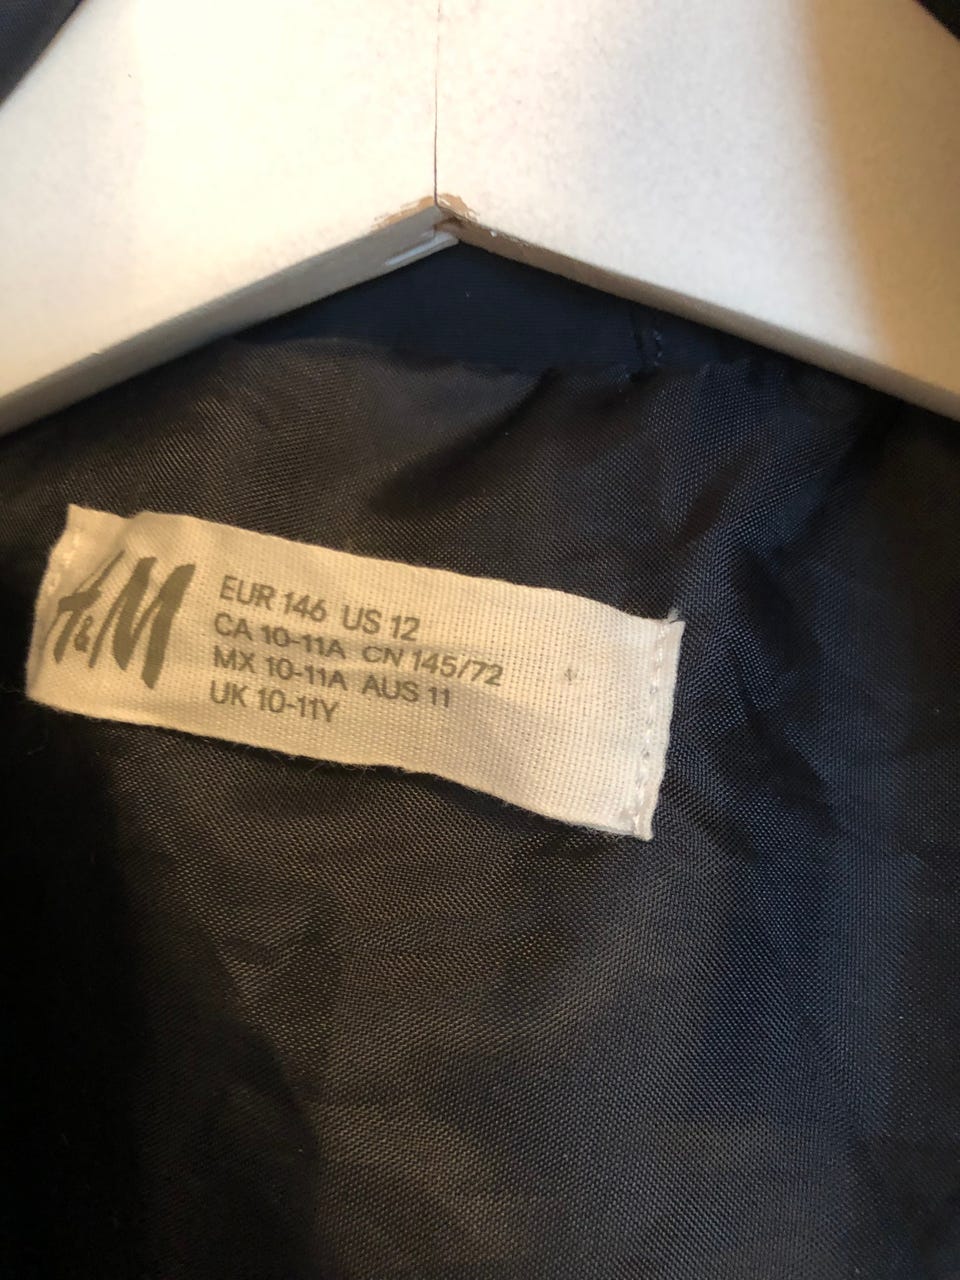 H&M
EUR 146 US 12
CA 10-11A CN 145/72
MX 10-11A AUS 11
UK 10-11Y